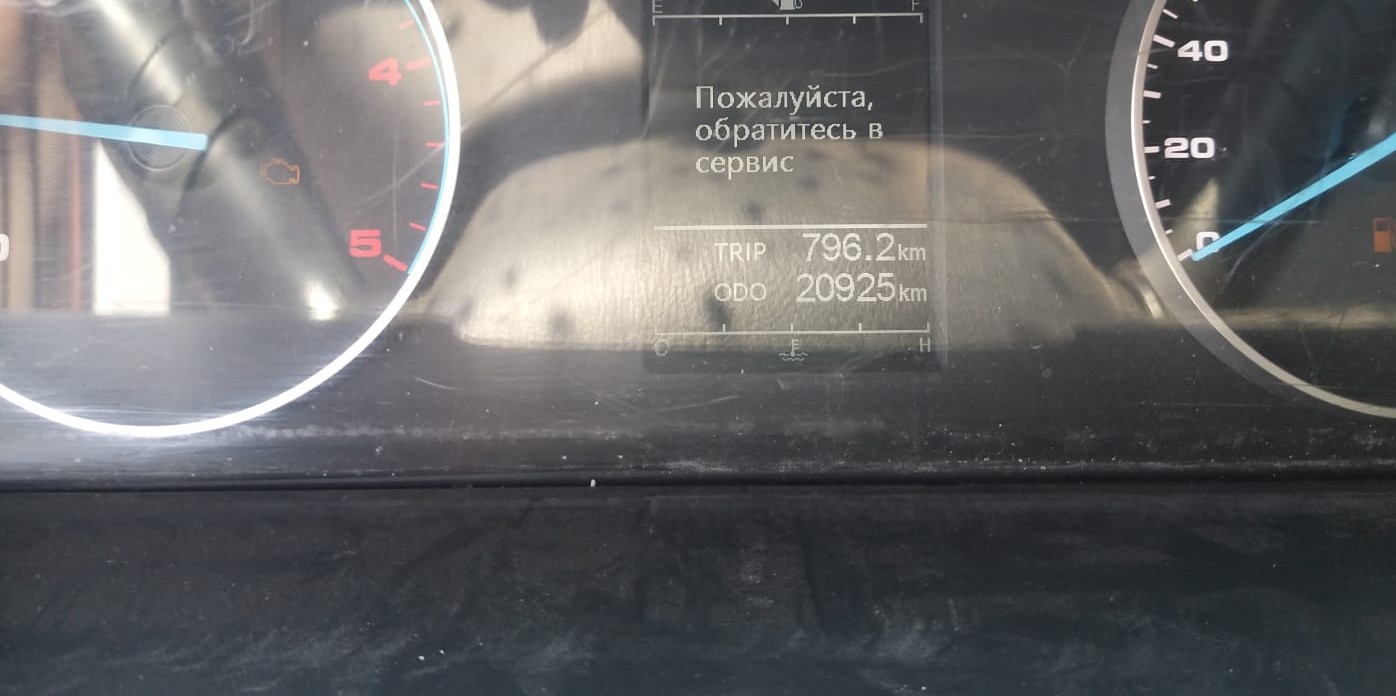 E F
4
40
Пожалуйста,
обратитесь в
сервис
20
5
0
TRIP 796.2km
ODO 20925km
C H